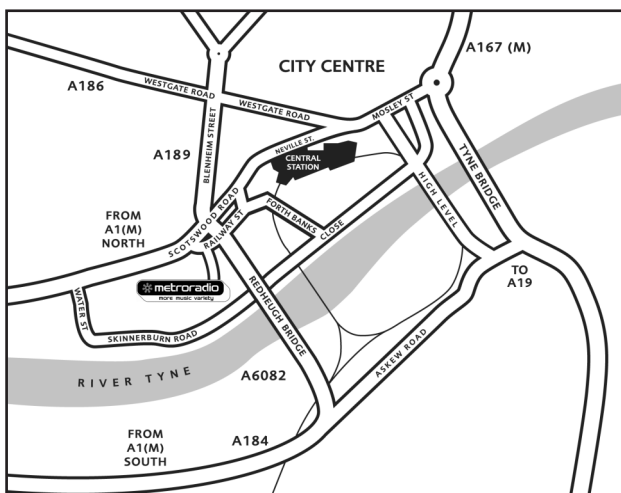 A167 (M)
CITY CENTRE
A186
WESTGATE ROAD
WESTGATE ROAD
MOSLEY ST
BLENHEIM STREET
A189
NEVILLE ST.
CENTRAL
STATION
TYNE BRIDGE
HIGH LEVEL
FROM
A1(M)
NORTH
SCOTSWOOD ROAD
RAILWAY ST
FORTH BANKS
CLOSE
TO
A19
metroradio
more music variety
WATER ST
REDHEUGH BRIDGE
SKINNERBURN ROAD
ASKEW ROAD
RIVER TYNE
A6082
FROM
A1(M)
SOUTH
A184